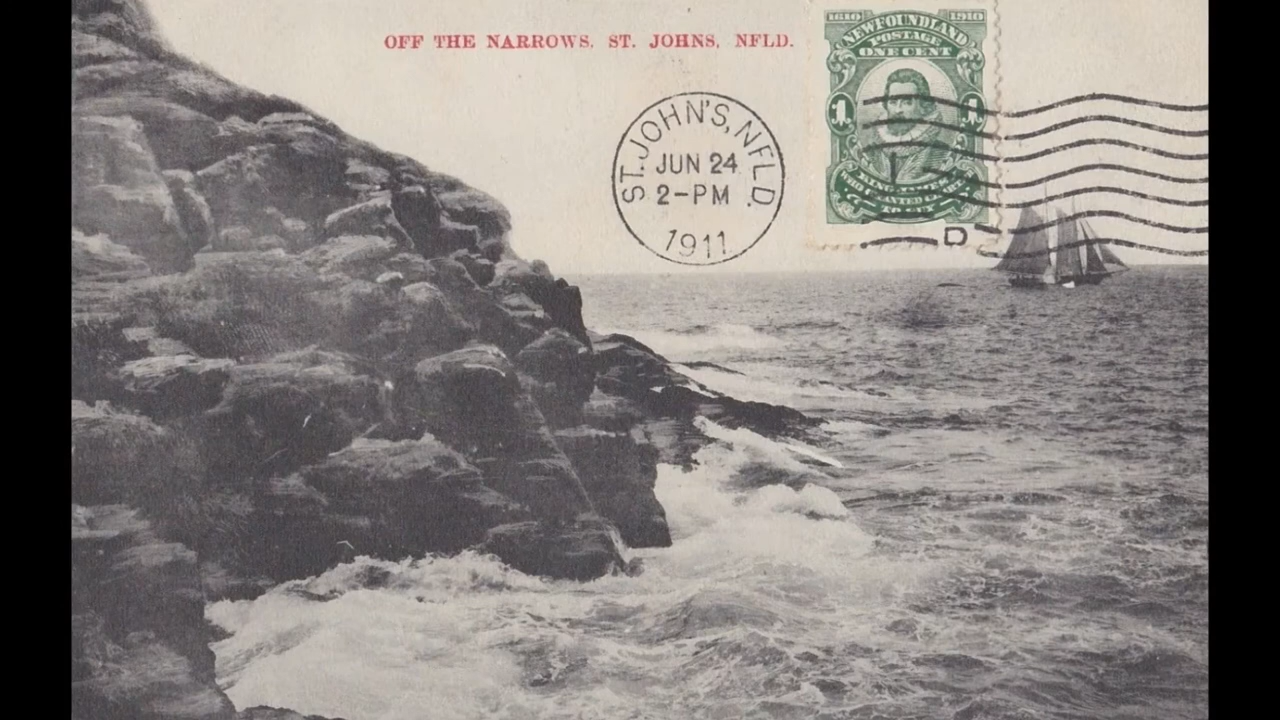 OFF THE NARROWS. ST. JOHNS, NFLD.
1610 1910
NEWFOUNDLAND
POSTAGE
ONE CENT
1 1
ST. JOHN'S, NFLD.
JUN 24
2-PM
1911
D